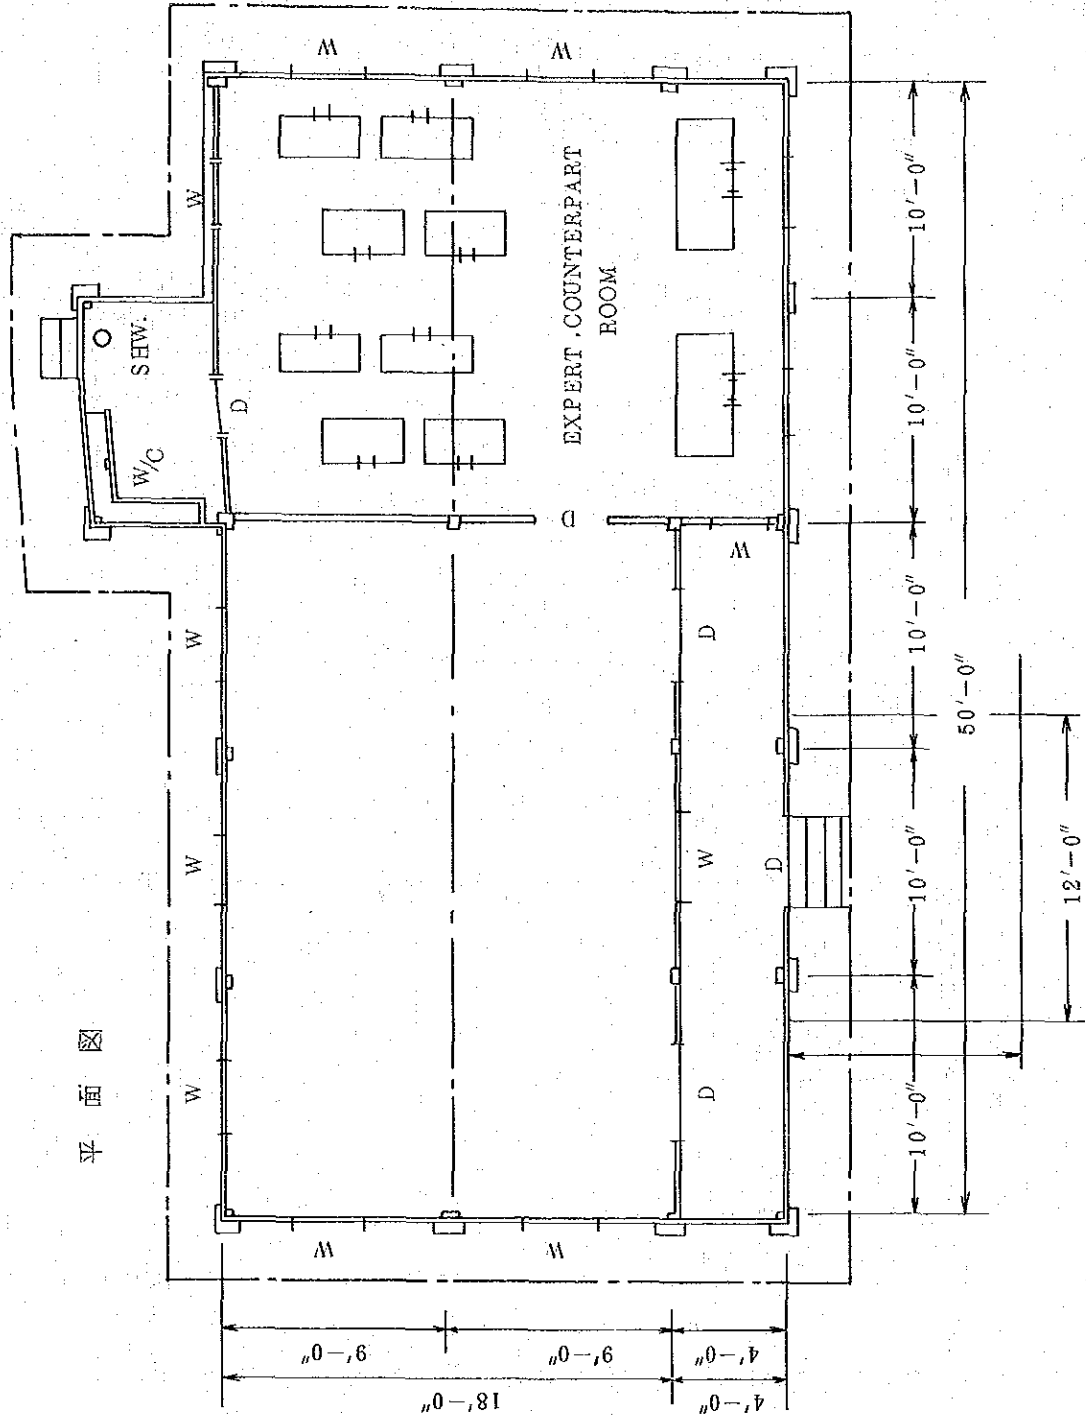 平面図
W
W
W
SHW.
W/C
D
EXPERT.COUNTERPART
ROOM
D
W
W
W
W
D
W
D
D
W
W
W
10'-0"
10'-0"
10'-0"
10'-0"
10'-0"
50'-0"
12'-0"
9'-0"
9'-0"
4'-0"
18'-0"
4'-0"